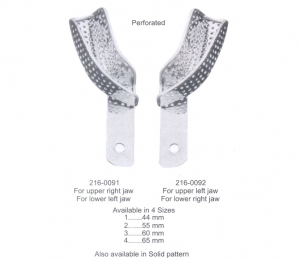 Perforated
216-0091
For upper right jaw
For lower left jaw
216-0092
For upper left jaw
For lower right jaw
Available in 4 Sizes
1.......44 mm
2.......55 mm
3.......60 mm
4.......65 mm
Also available in Solid pattern